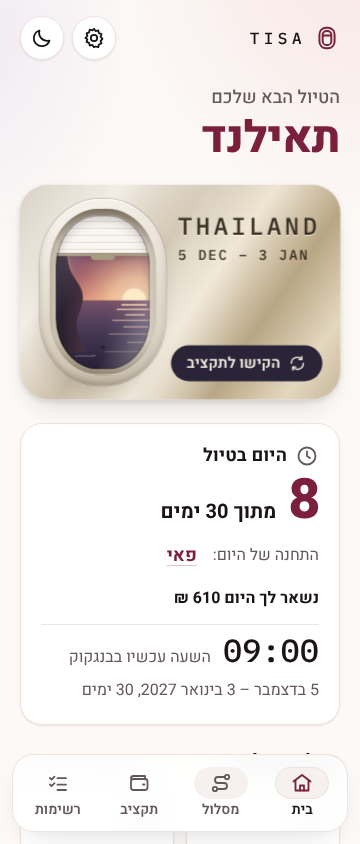 TISA
הטיול הבא שלכם
תאילנד
THAILAND
5 DEC – 3 JAN
הקישו לתקציב
היום בטיול
8 מתוך 30 ימים
התחנה של היום: פאי
נשאר לך היום 610 ₪
09:00 השעה עכשיו בבנגקוק
5 בדצמבר – 3 בינואר 2027, 30 ימים
בית
מסלול
תקציב
רשימות